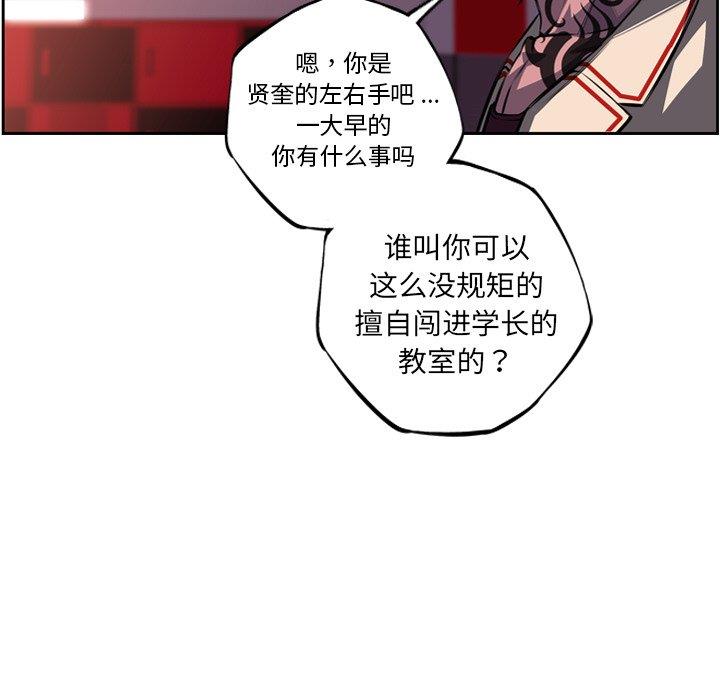 嗯，你是
贤奎的左右手吧...
一大早的
你有什么事吗
谁叫你可以
这么没规矩的
擅自闯进学长的
教室的？